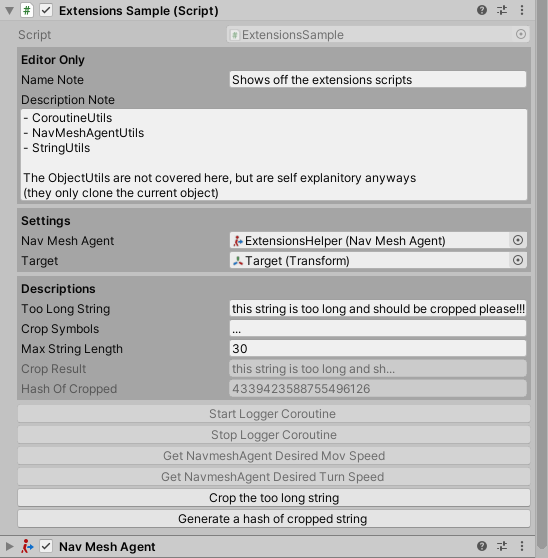 Extensions Sample (Script)
Script ExtensionsSample
Editor Only
Name Note Shows off the extensions scripts
Description Note
- CoroutineUtils
- NavMeshAgentUtils
- StringUtils
The ObjectUtils are not covered here, but are self explanitory anyways
(they only clone the current object)
Settings
Nav Mesh Agent ExtensionsHelper (Nav Mesh Agent)
Target Target (Transform)
Descriptions
Too Long String this string is too long and should be cropped please!!!
Crop Symbols ...
Max String Length 30
Crop Result this string is too long and sh...
Hash Of Cropped 4339423588755496126
Start Logger Coroutine
Stop Logger Coroutine
Get NavmeshAgent Desired Mov Speed
Get NavmeshAgent Desired Turn Speed
Crop the too long string
Generate a hash of cropped string
Nav Mesh Agent